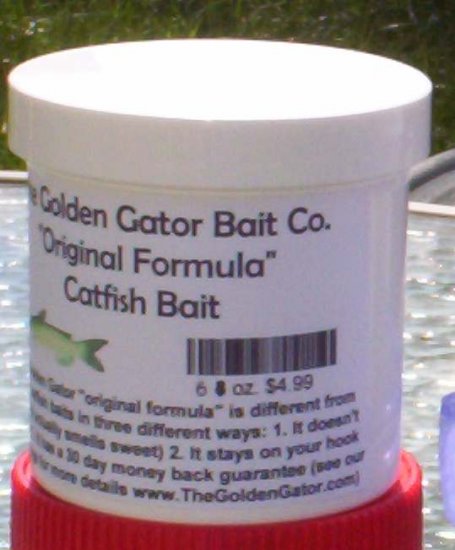 Golden Gator Bait Co.
"Original Formula"
Catfish Bait
6 8 oz. $4.99
Gator "original formula" is different from
baits in three different ways: 1. It doesn't
smells sweet) 2. It stays on your hook
a 30 day money back guarantee (see our
more details www.TheGoldenGator.com)